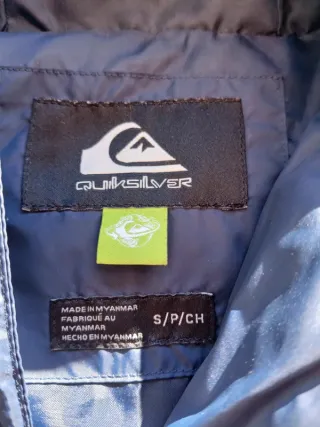 QUIKSILVER
MADE IN MYANMAR
FABRIQUÉ AU
MYANMAR
HECHO EN MYANMAR
S/P/CH